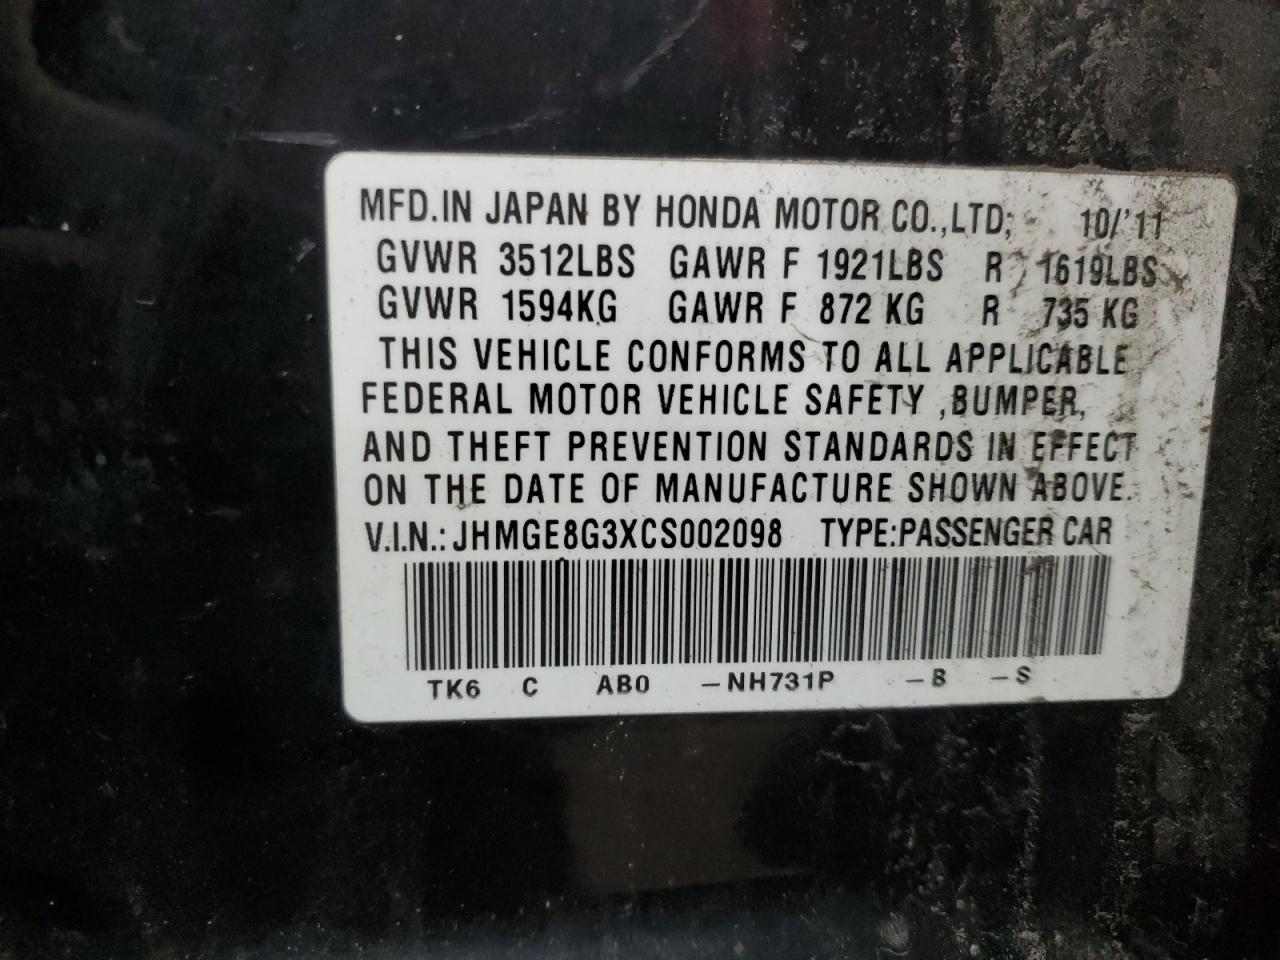 MFD.IN JAPAN BY HONDA MOTOR CO.,LTD; 10/'11
GVWR 3512LBS GAWR F 1921LBS R 1619LBS
GVWR 1594KG GAWR F 872 KG R 735 KG
THIS VEHICLE CONFORMS TO ALL APPLICABLE
FEDERAL MOTOR VEHICLE SAFETY ,BUMPER,
AND THEFT PREVENTION STANDARDS IN EFFECT
ON THE DATE OF MANUFACTURE SHOWN ABOVE.
V.I.N.: JHMGE8G3XCS002098 TYPE:PASSENGER CAR
TK6 C AB0 -NH731P -B -S